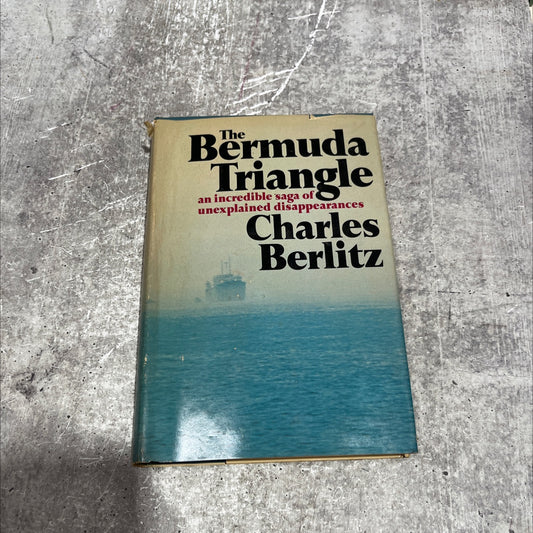 The
Bermuda
Triangle
an incredible saga of
unexplained disappearances
Charles
Berlitz